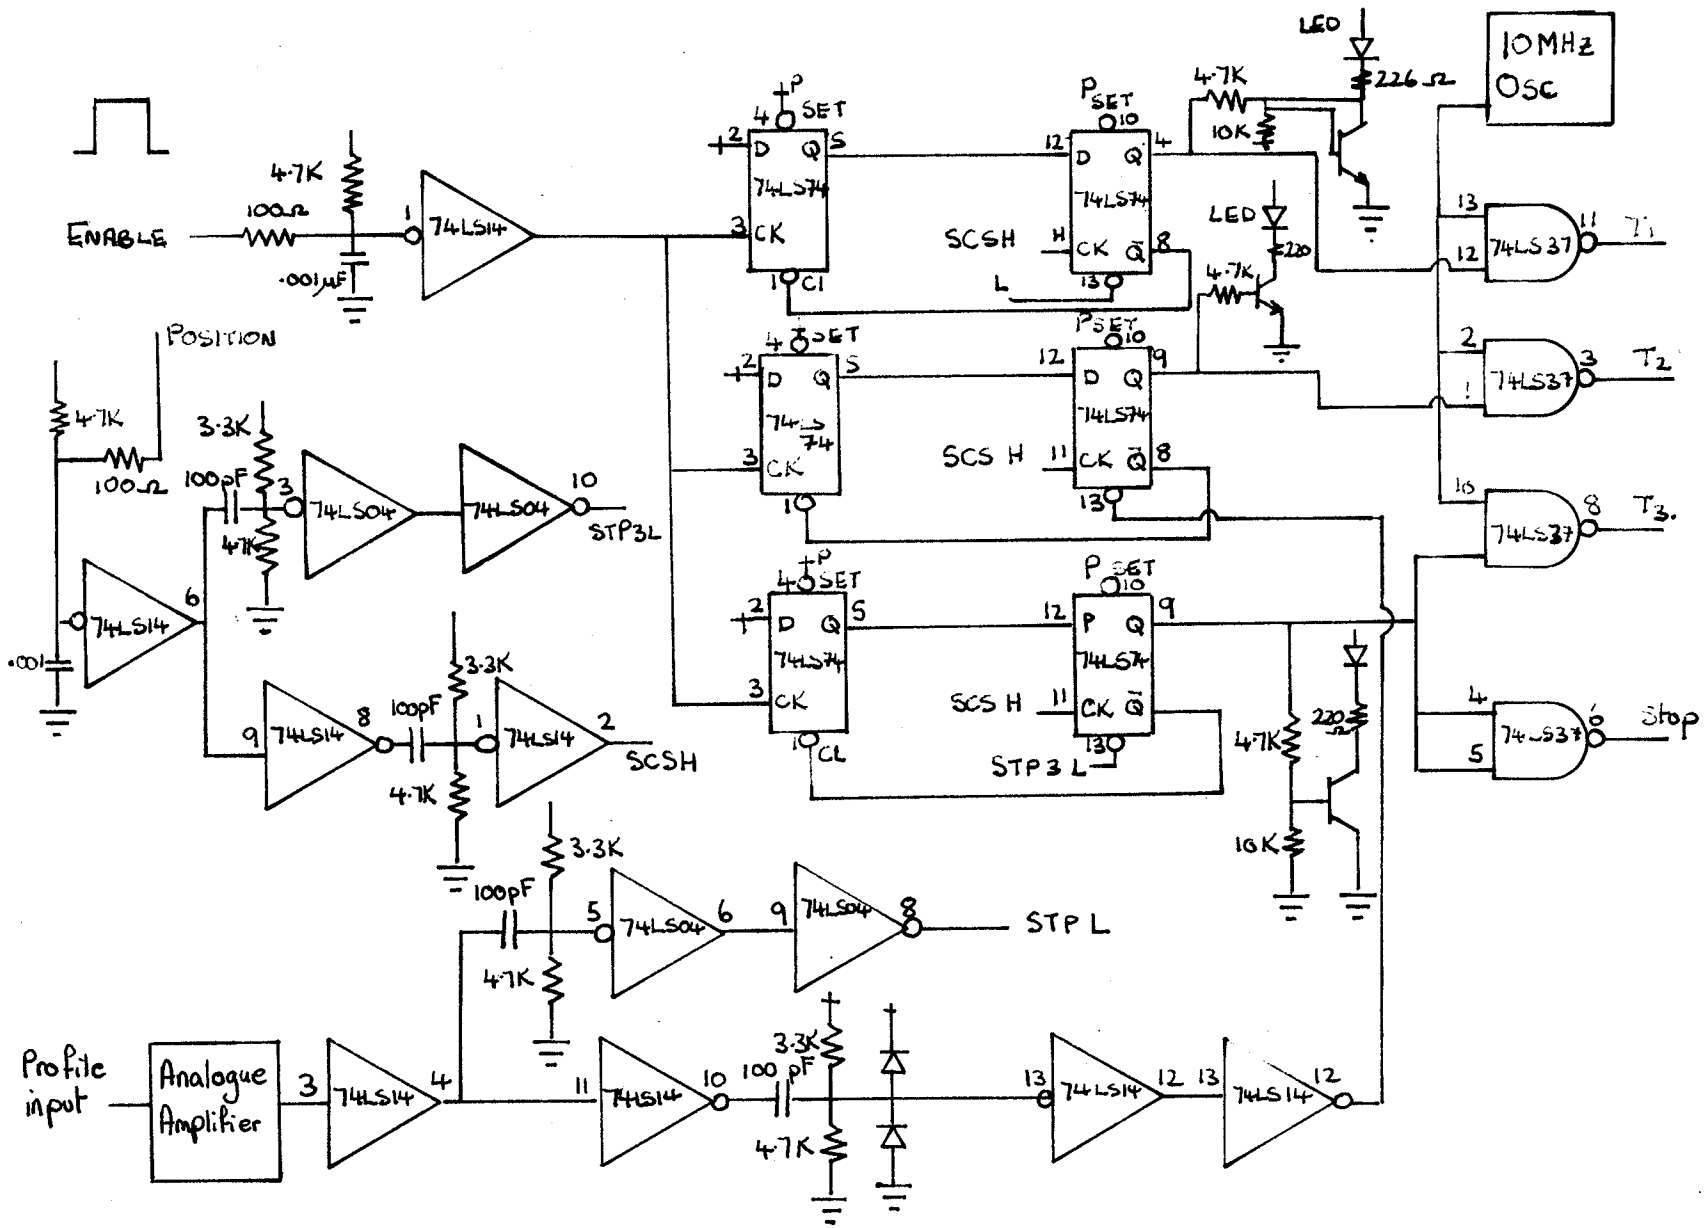 LED
10MHz
OSC
226Ω
4.7K
10K
+P
4 SET
PSET
10
2
D Q
5
74LS74
3 CK
1 CL
12 D Q 4
74LS74
SCSH
H CK Q̄ 8
L
13
4.7K
100Ω
ENABLE
1
74LS14
.001µF
LED
220
4.7K
13
12
74LS37
11
T1
POSITION
4.7K
100Ω
4 SET
2
D Q
5
74LS
74
3 CK
1
PSET
10
12 D Q 9
74LS74
SCS H
11 CK Q̄ 8
13
2
1
74LS37
3
T2
3.3K
100pF
3
74LS04
74LS04
10
STP3L
4.7K
10
74LS37
8
T3.
6
74LS14
.001
+P
4 SET
2
D Q
5
74LS74
3 CK
1 CL
P SET
10
12 P Q 9
74LS74
SCS H
11 CK Q̄
13
STP3 L
3.3K
100pF
9
74LS14
8
1
74LS14
2
SCSH
4.7K
220
Ω
4.7K
10K
4
5
74LS37
6
Stop
3.3K
100pF
5
74LS04
6
9
74LS04
8
STP L
4.7K
Profile
input
Analogue
Amplifier
3
74LS14
4
11
74LS14
10
3.3K
100 pF
4.7K
13
74LS14
12
13
74LS14
12